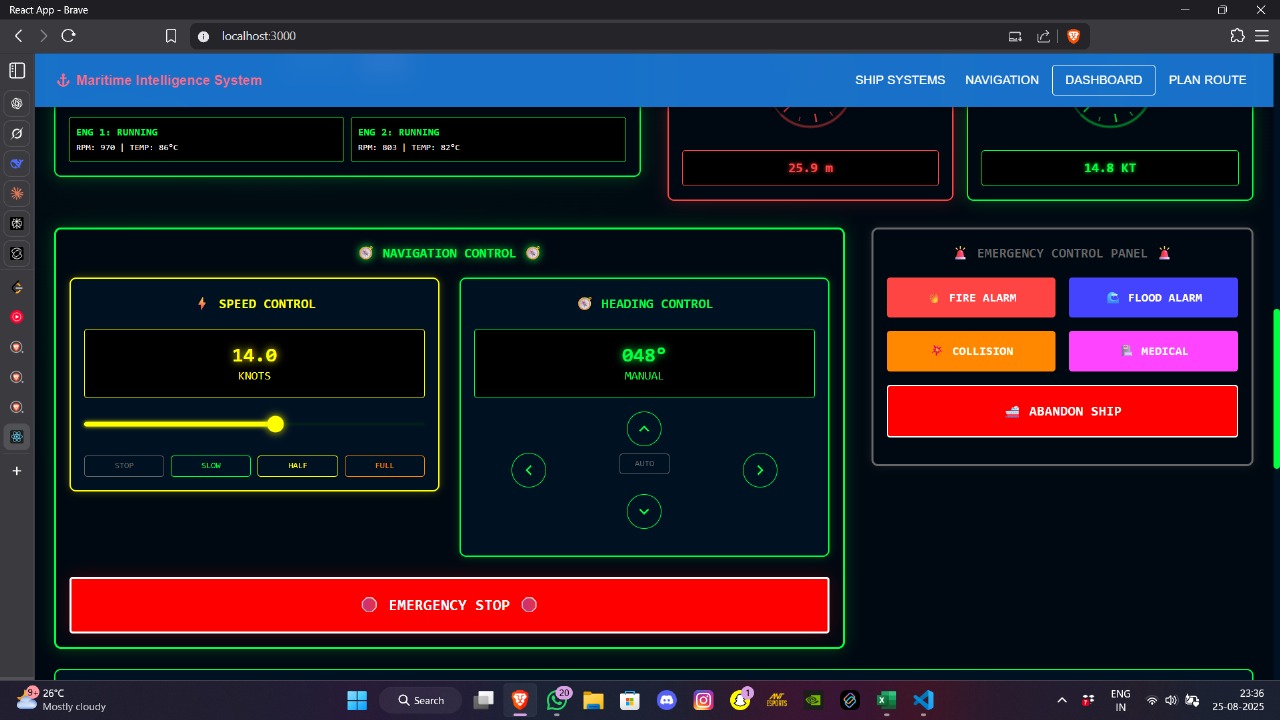 React App - Brave
localhost:3000
Maritime Intelligence System
SHIP SYSTEMS
NAVIGATION
DASHBOARD
PLAN ROUTE
ENG 1: RUNNING
RPM: 970 | TEMP: 86°C
ENG 2: RUNNING
RPM: 803 | TEMP: 82°C
25.9 m
14.8 KT
NAVIGATION CONTROL
SPEED CONTROL
14.0
KNOTS
STOP
SLOW
HALF
FULL
HEADING CONTROL
048°
MANUAL
AUTO
EMERGENCY STOP
EMERGENCY CONTROL PANEL
FIRE ALARM
FLOOD ALARM
COLLISION
MEDICAL
ABANDON SHIP
9+
26°C
Mostly cloudy
Search
20
1
ANT
ESPORTS
ENG
IN
23:36
25-08-2025